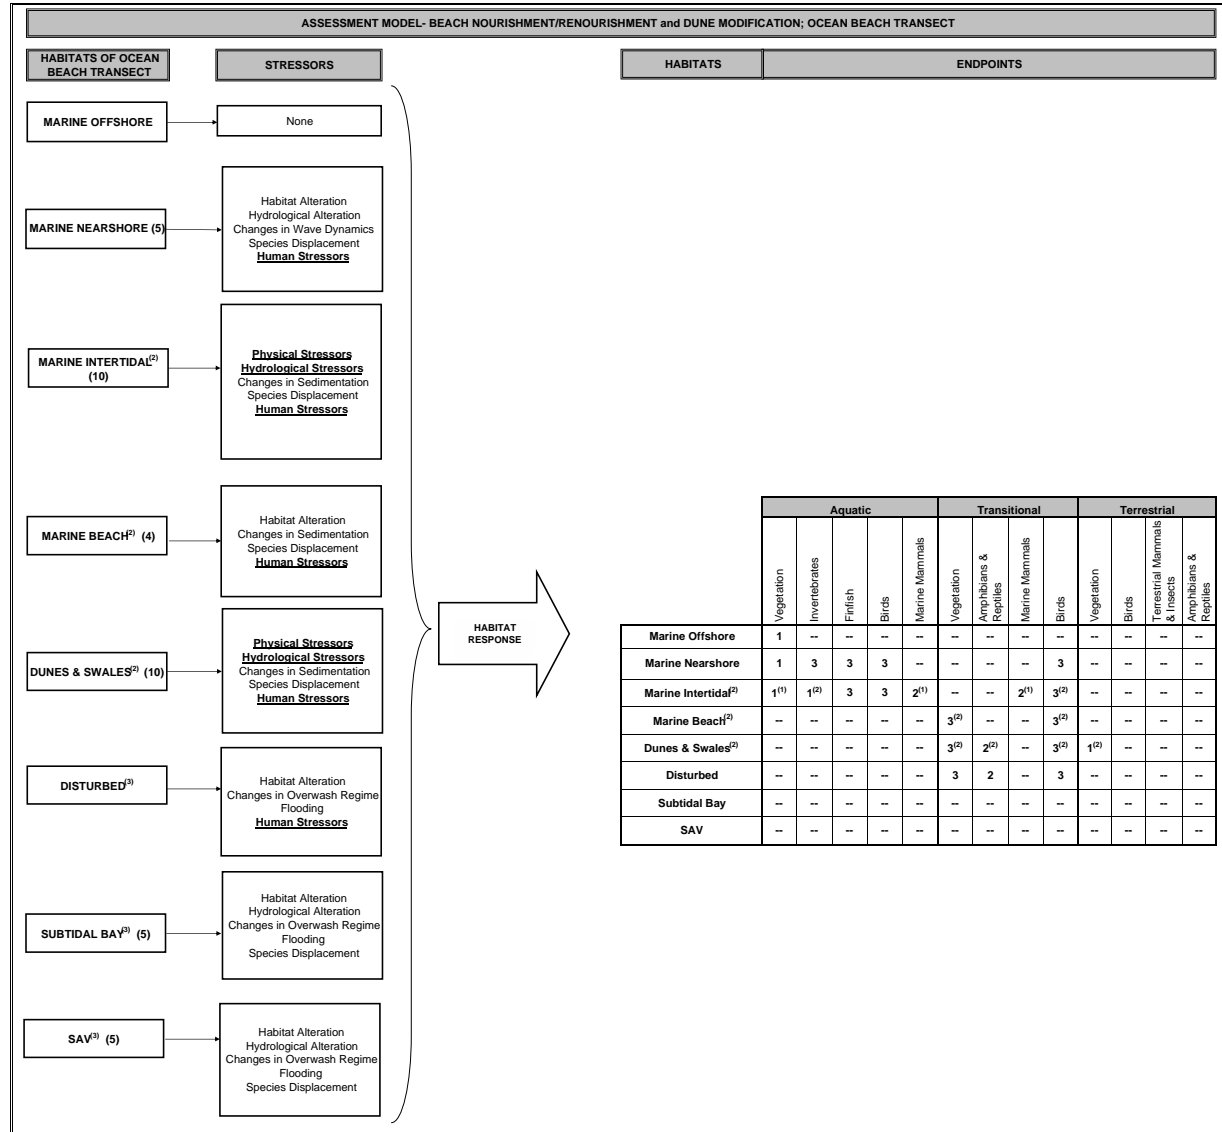 ASSESSMENT MODEL- BEACH NOURISHMENT/RENOURISHMENT and DUNE MODIFICATION; OCEAN BEACH TRANSECT
HABITATS OF OCEAN
BEACH TRANSECT
STRESSORS
HABITATS
ENDPOINTS
MARINE OFFSHORE
None
MARINE NEARSHORE (5)
Habitat Alteration
Hydrological Alteration
Changes in Wave Dynamics
Species Displacement
Human Stressors
MARINE INTERTIDAL(2)
(10)
Physical Stressors
Hydrological Stressors
Changes in Sedimentation
Species Displacement
Human Stressors
MARINE BEACH(2) (4)
Habitat Alteration
Changes in Sedimentation
Species Displacement
Human Stressors
DUNES & SWALES(2) (10)
Physical Stressors
Hydrological Stressors
Changes in Sedimentation
Species Displacement
Human Stressors
DISTURBED(3)
Habitat Alteration
Changes in Overwash Regime
Flooding
Human Stressors
SUBTIDAL BAY(3) (5)
Habitat Alteration
Hydrological Alteration
Changes in Overwash Regime
Flooding
Species Displacement
SAV(3) (5)
Habitat Alteration
Hydrological Alteration
Changes in Overwash Regime
Flooding
Species Displacement
HABITAT
RESPONSE
Aquatic Transitional Terrestrial
Vegetation
Invertebrates
Finfish
Birds
Marine Mammals
Vegetation
Amphibians &
Reptiles
Marine Mammals
Birds
Vegetation
Birds
Terrestrial Mammals
& Insects
Amphibians &
Reptiles
Marine Offshore 1 -- -- -- -- -- -- -- -- -- -- -- --
Marine Nearshore 1 3 3 3 -- -- -- -- 3 -- -- -- --
Marine Intertidal(2) 1(1) 1(2) 3 3 2(1) -- -- 2(1) 3(2) -- -- -- --
Marine Beach(2) -- -- -- -- -- 3(2) -- -- 3(2) -- -- -- --
Dunes & Swales(2) -- -- -- -- -- 3(2) 2(2) -- 3(2) 1(2) -- -- --
Disturbed -- -- -- -- -- 3 2 -- 3 -- -- -- --
Subtidal Bay -- -- -- -- -- -- -- -- -- -- -- -- --
SAV -- -- -- -- -- -- -- -- -- -- -- -- --